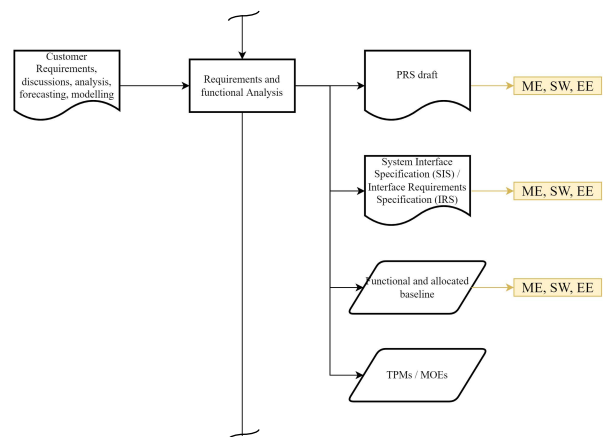 Customer
Requirements,
discussions, analysis,
forecasting, modelling
Requirements and
functional Analysis
PRS draft
ME, SW, EE
System Interface
Specification (SIS) /
Interface Requirements
Specification (IRS)
ME, SW, EE
Functional and allocated
baseline
ME, SW, EE
TPMs / MOEs